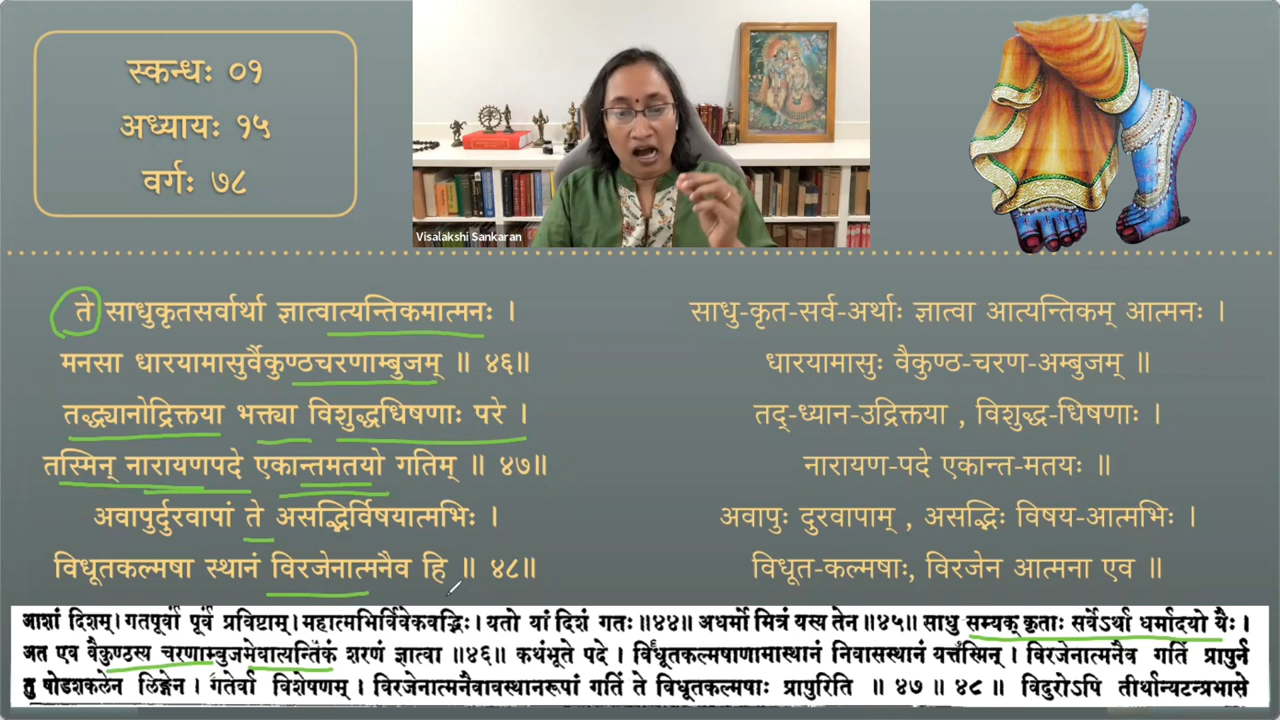 स्कन्धः ०१
अध्यायः १५
वर्गः ७८
Visalakshi Sankaran
ते साधुकृतसर्वार्था ज्ञात्वात्यन्तिकमात्मनः ।
मनसा धारयामासुर्वैकुण्ठचरणाम्बुजम् ॥ ४६॥
तद्ध्यानोद्रिक्तया भक्त्या विशुद्धधिषणाः परे ।
तस्मिन् नारायणपदे एकान्तमतयो गतिम् ॥ ४७॥
अवापुर्दुरवापां ते असद्भिर्विषयात्मभिः ।
विधूतकल्मषा स्थानं विरजेनात्मनैव हि ॥ ४८॥
साधु-कृत-सर्व-अर्थाः ज्ञात्वा आत्यन्तिकम् आत्मनः ।
धारयामासुः वैकुण्ठ-चरण-अम्बुजम् ॥
तद्-ध्यान-उद्रिक्तया , विशुद्ध-धिषणाः ।
नारायण-पदे एकान्त-मतयः ॥
अवापुः दुरवापाम् , असद्भिः विषय-आत्मभिः ।
विधूत-कल्मषाः, विरजेन आत्मना एव ॥
आशां दिशम्। गतपूर्वां पूर्वं प्रविष्टाम्। महात्मभिर्विवेकवद्भिः। यतो यां दिशं गतः ॥४४॥ अधर्मो मित्रं यस्य तेन ॥४५॥ साधु सम्यक् कृताः सर्वेऽर्था धर्मादयो यैः।
अत एव वैकुण्ठस्य चरणाम्बुजमेवात्यन्तिकं शरणं ज्ञात्वा ॥४६॥ कथंभूते पदे। विधूतकल्मषाणामास्थानं निवासस्थानं यत्तस्मिन्। विरजेनात्मनैव गतिं प्रापुर्न
तु षोडशकलेन लिङ्गेन। गतेर्वा विशेषणम्। विरजेनात्मनैवावस्थानरूपां गतिं ते विधूतकल्मषाः प्रापुरिति ॥ ४७ ॥ ४८ ॥ विदुरोऽपि तीर्थान्यटन्प्रभासे